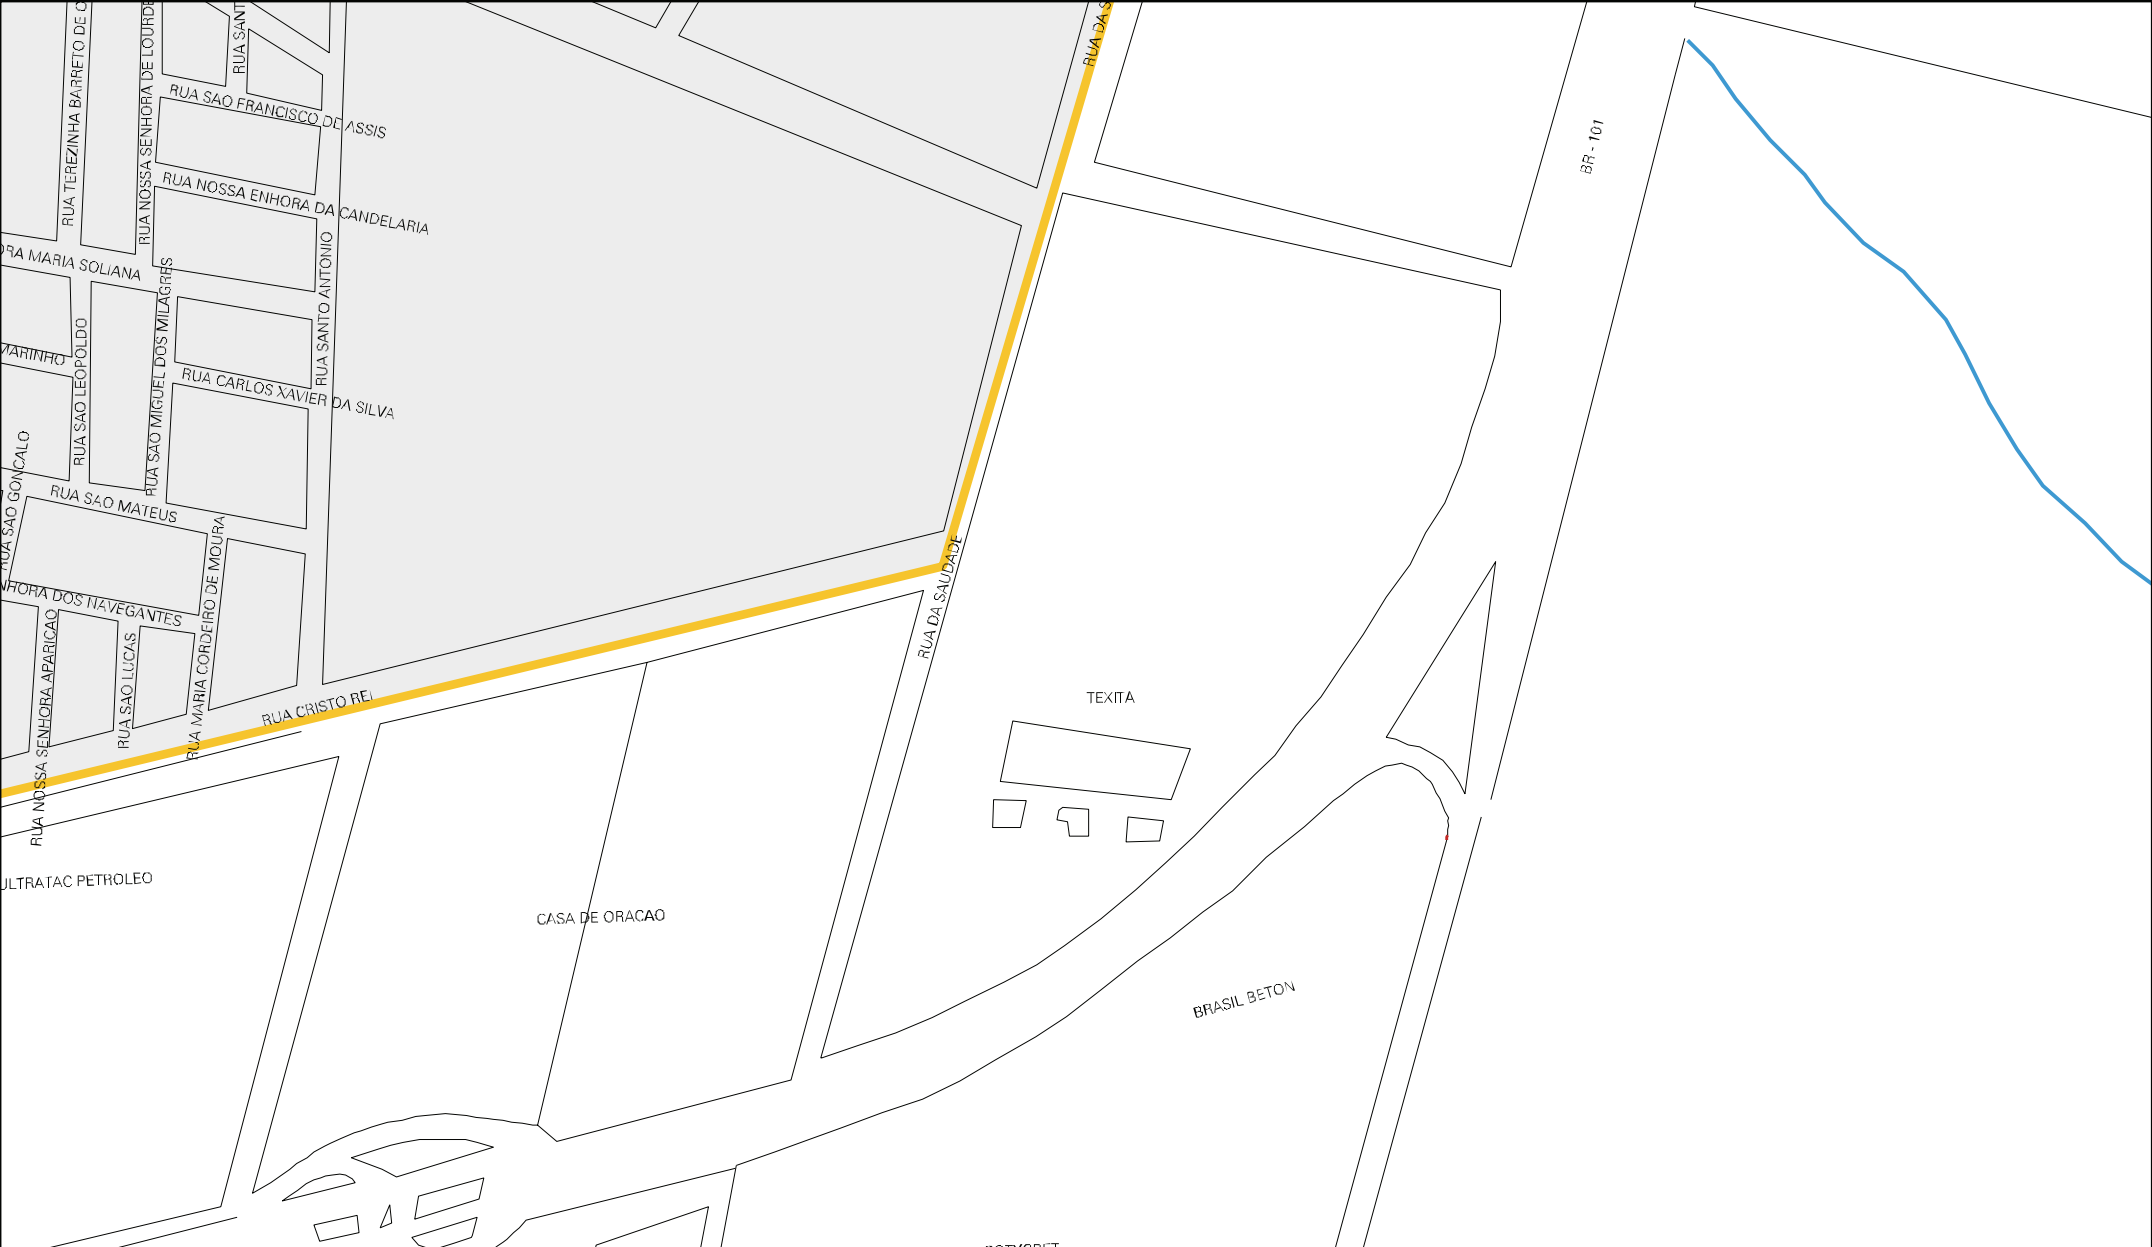 RUA TEREZINHA BARRETO DE
RUA NOSSA SENHORA DE LOURDE
RUA SANT
RUA DA S
RUA SAO FRANCISCO DE ASSIS
BR - 101
RUA NOSSA ENHORA DA CANDELARIA
ORA MARIA SOLIANA
RUA SANTO ANTONIO
RUA SAO MIGUEL DOS MILAGRES
RUA SAO LEOPOLDO
MARINHO
RUA CARLOS XAVIER DA SILVA
RUA SAO GONCALO
RUA SAO MATEUS
RUA MARIA CORDEIRO DE MOURA
NHORA DOS NAVEGANTES
RUA NOSSA SENHORA APARICAO
RUA SAO LUCAS
RUA DA SAUDADE
RUA CRISTO REI
TEXITA
ULTRATAC PETROLEO
CASA DE ORACAO
BRASIL BETON